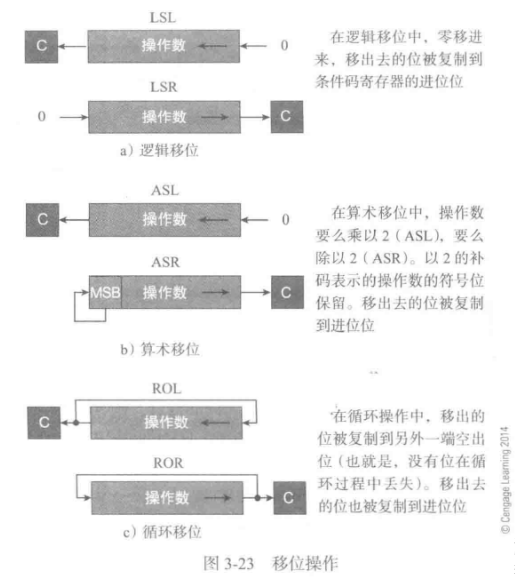 LSL
C
操作数
0
在逻辑移位中，零移进
来，移出去的位被复制到
条件码寄存器的进位位
LSR
0
操作数
C
a）逻辑移位
ASL
C
操作数
0
在算术移位中，操作数
要么乘以 2（ASL），要么
除以 2（ASR）。以 2 的补
码表示的操作数的符号位
保留。移出去的位被复制
到进位位
ASR
MSB
操作数
C
b）算术移位
ROL
C
操作数
在循环操作中，移出的
位被复制到另外一端空出
位（也就是，没有位在循
环过程中丢失）。移出去
的位也被复制到进位位
ROR
操作数
C
c）循环移位
© Cengage Learning 2014
图 3-23 移位操作